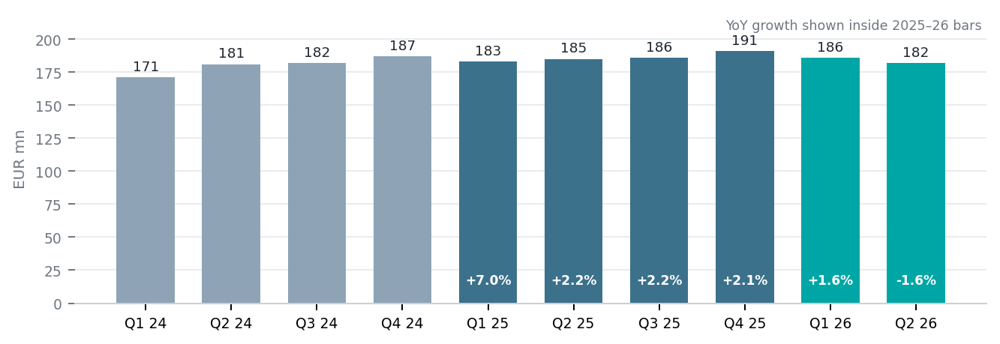 YoY growth shown inside 2025–26 bars
EUR mn
200
175
150
125
100
75
50
25
0
171
181
182
187
183
185
186
191
186
182
+7.0%
+2.2%
+2.2%
+2.1%
+1.6%
-1.6%
Q1 24
Q2 24
Q3 24
Q4 24
Q1 25
Q2 25
Q3 25
Q4 25
Q1 26
Q2 26